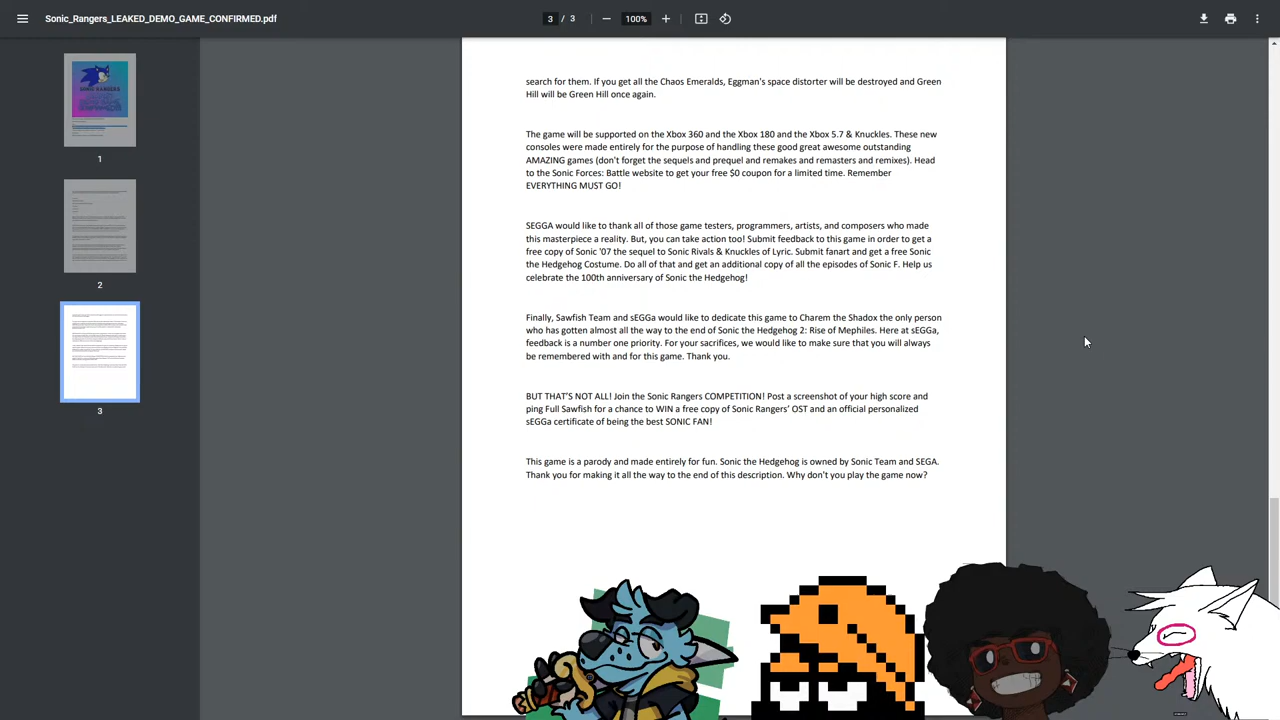 Sonic_Rangers_LEAKED_DEMO_GAME_CONFIRMED.pdf
3 / 3
100%
SONIC RANGERS
1
2
3
search for them. If you get all the Chaos Emeralds, Eggman's space distorter will be destroyed and Green
Hill will be Green Hill once again.
The game will be supported on the Xbox 360 and the Xbox 180 and the Xbox 5.7 & Knuckles. These new
consoles were made entirely for the purpose of handling these good great awesome outstanding
AMAZING games (don't forget the sequels and prequel and remakes and remasters and remixes). Head
to the Sonic Forces: Battle website to get your free $0 coupon for a limited time. Remember
EVERYTHING MUST GO!
SEGGA would like to thank all of those game testers, programmers, artists, and composers who made
this masterpiece a reality. But, you can take action too! Submit feedback to this game in order to get a
free copy of Sonic '07 the sequel to Sonic Rivals & Knuckles of Lyric. Submit fanart and get a free Sonic
the Hedgehog Costume. Do all of that and get an additional copy of all the episodes of Sonic F. Help us
celebrate the 100th anniversary of Sonic the Hedgehog!
Finally, Sawfish Team and sEGGa would like to dedicate this game to Charem the Shadox the only person
who has gotten almost all the way to the end of Sonic the Hedgehog 2: Rise of Mephiles. Here at sEGGa,
feedback is a number one priority. For your sacrifices, we would like to make sure that you will always
be remembered with and for this game. Thank you.
BUT THAT'S NOT ALL! Join the Sonic Rangers COMPETITION! Post a screenshot of your high score and
ping Full Sawfish for a chance to WIN a free copy of Sonic Rangers' OST and an official personalized
sEGGa certificate of being the best SONIC FAN!
This game is a parody and made entirely for fun. Sonic the Hedgehog is owned by Sonic Team and SEGA.
Thank you for making it all the way to the end of this description. Why don't you play the game now?